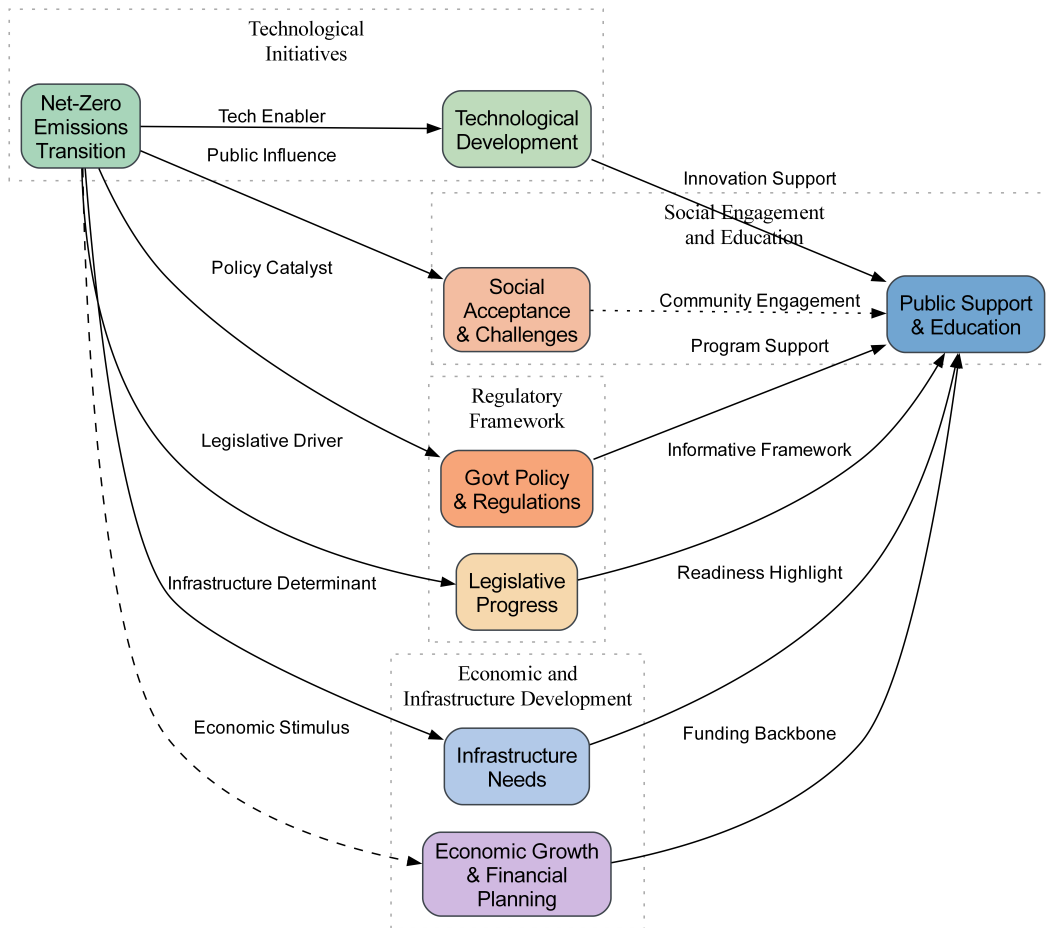 Technological
Initiatives
Net-Zero
Emissions
Transition
Tech Enabler
Technological
Development
Public Influence
Innovation Support
Social Engagement
and Education
Policy Catalyst
Social
Acceptance
& Challenges
Community Engagement
Public Support
& Education
Program Support
Regulatory
Framework
Legislative Driver
Informative Framework
Govt Policy
& Regulations
Legislative
Progress
Infrastructure Determinant
Readiness Highlight
Economic and
Infrastructure Development
Economic Stimulus
Infrastructure
Needs
Funding Backbone
Economic Growth
& Financial
Planning